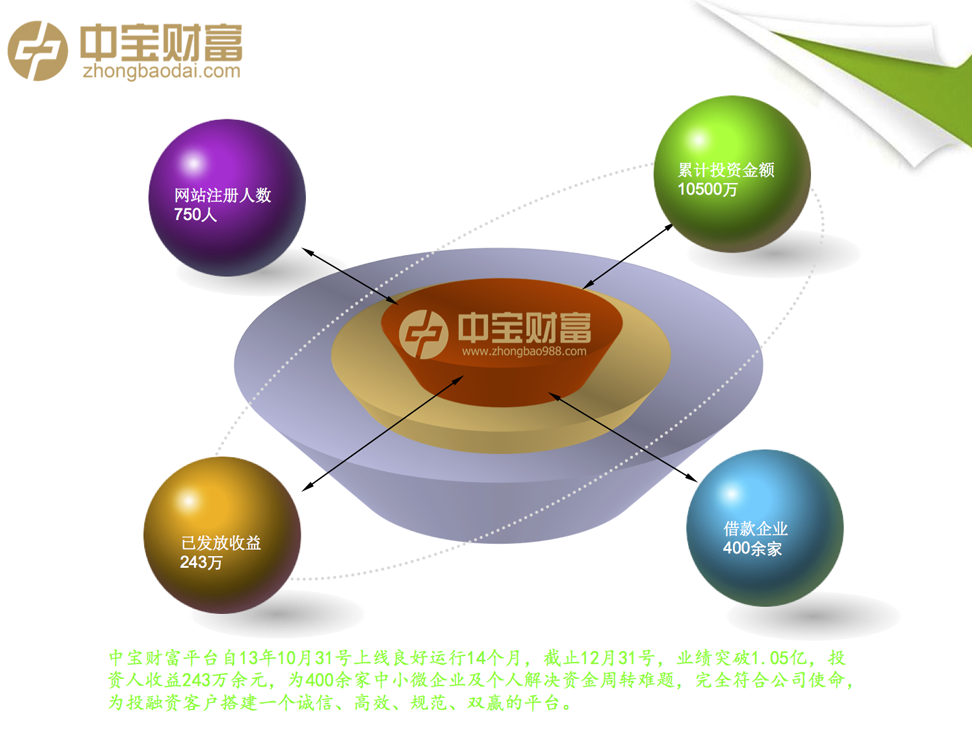 中宝财富
zhongbaodai.com
网站注册人数
750人
累计投资金额
10500万
中宝财富
www.zhongbao988.com
已发放收益
243万
借款企业
400余家
中宝财富平台自13年10月31号上线良好运行14个月，截止12月31号，业绩突破1.05亿，投
资人收益243万余元，为400余家中小微企业及个人解决资金周转难题，完全符合公司使命，
为投融资客户搭建一个诚信、高效、规范、双赢的平台。